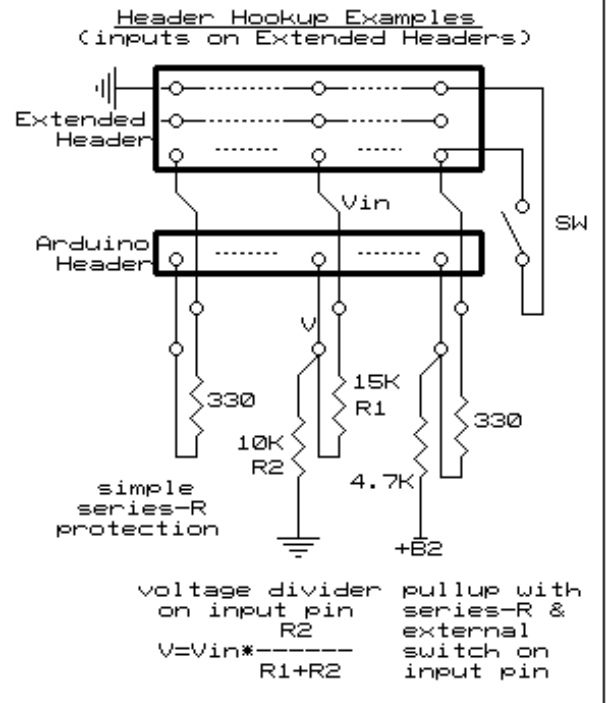 Header Hookup Examples
(inputs on Extended Headers)
Extended
Header
Vin
SW
Arduino
Header
V
330
15K
R1
10K
R2
330
4.7K
simple
series-R
protection
+B2
voltage divider
on input pin
R2
V=Vin*------
R1+R2
pullup with
series-R &
external
switch on
input pin